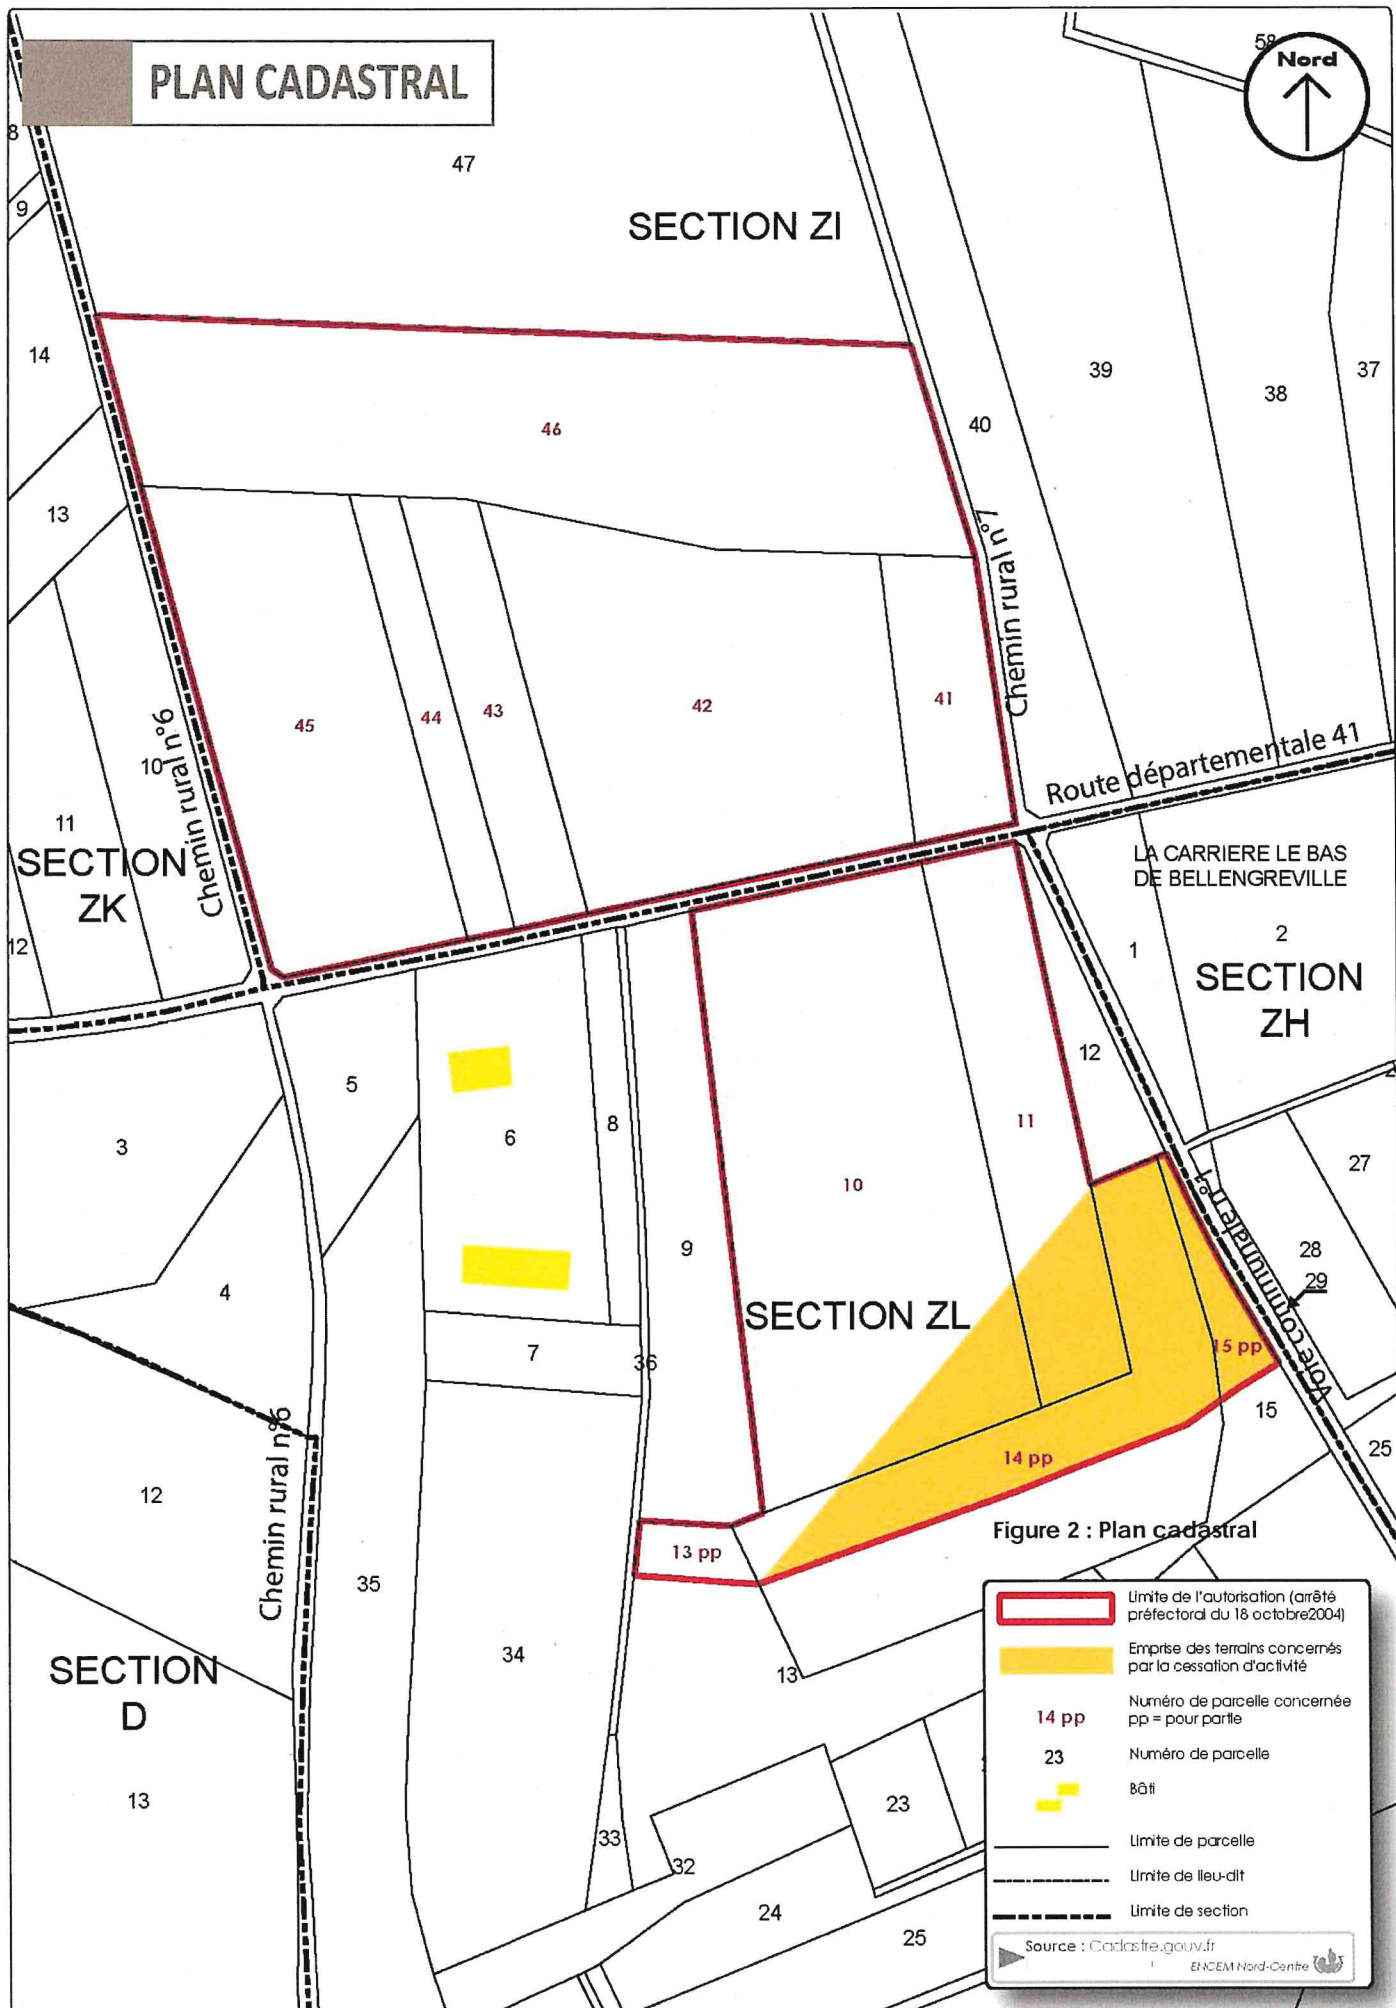 PLAN CADASTRAL
Nord
58
8
47
9
SECTION ZI
14
39
37
38
46
40
13
Chemin rural n°7
45
44
43
42
41
10
Chemin rural n°6
Route départementale 41
11
SECTION
ZK
12
LA CARRIERE LE BAS
DE BELLENGREVILLE
1
2
SECTION
ZH
12
5
3
6
8
11
27
10
9
Voie communale n°1
28
29
4
SECTION ZL
7
36
15 pp
15
25
14 pp
Chemin rural n°6
12
Figure 2 : Plan cadastral
13 pp
35
34
13
SECTION
D
13
23
33
32
24
25
Limite de l'autorisation (arrêté
préfectoral du 18 octobre2004)
Emprise des terrains concernés
par la cessation d'activité
14 pp
Numéro de parcelle concernée
pp = pour partie
23
Numéro de parcelle
Bâti
Limite de parcelle
Limite de lieu-dit
Limite de section
Source : Cadastre.gouv.fr
ENCEM Nord-Centre